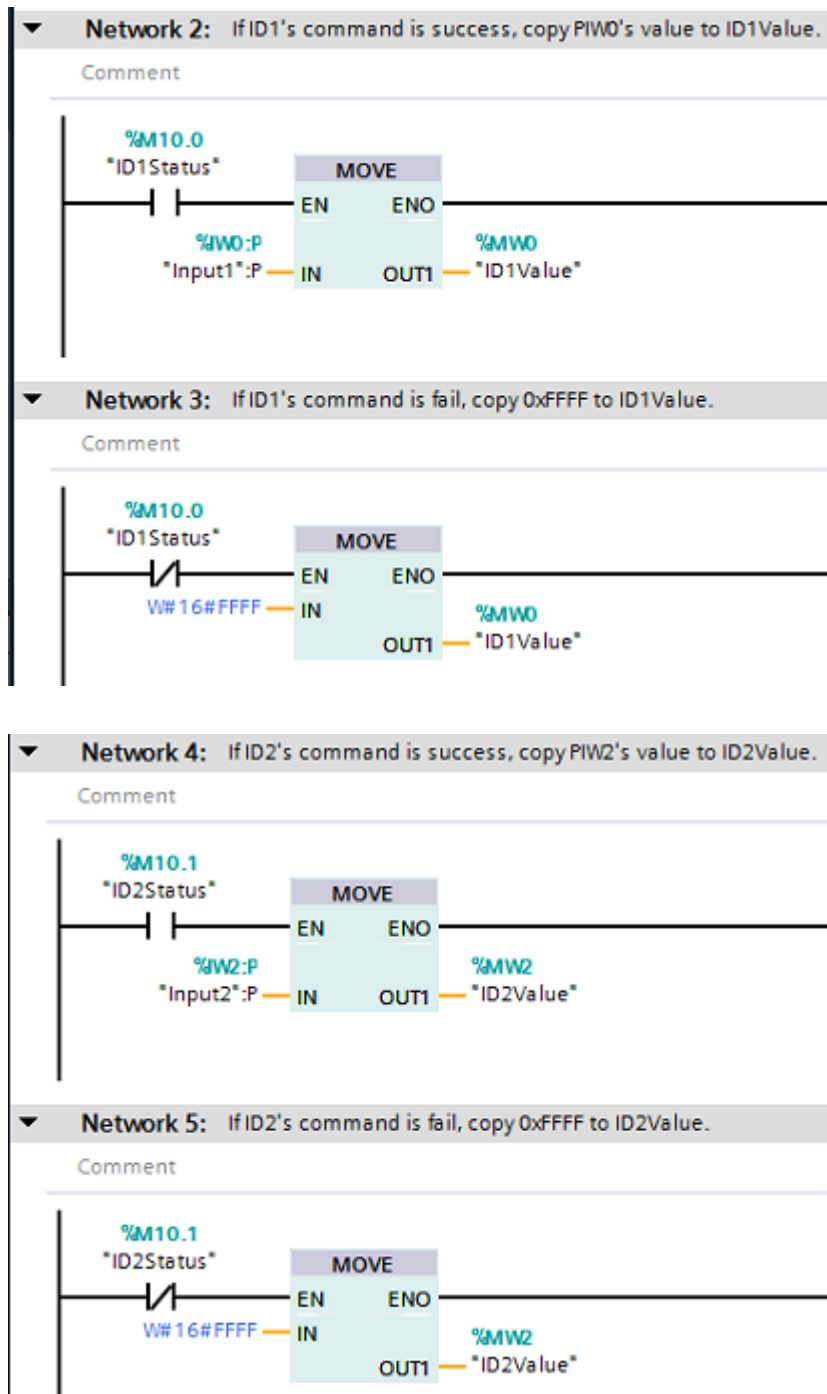 Network 2: If ID1's command is success, copy PIW0's value to ID1Value.
Comment
%M10.0
"ID1Status"
MOVE
EN ENO
%IW0:P
"Input1":P IN
%MW0
OUT1 "ID1Value"
Network 3: If ID1's command is fail, copy 0xFFFF to ID1Value.
Comment
%M10.0
"ID1Status"
MOVE
EN ENO
W#16#FFFF IN
%MW0
OUT1 "ID1Value"
Network 4: If ID2's command is success, copy PIW2's value to ID2Value.
Comment
%M10.1
"ID2Status"
MOVE
EN ENO
%IW2:P
"Input2":P IN
%MW2
OUT1 "ID2Value"
Network 5: If ID2's command is fail, copy 0xFFFF to ID2Value.
Comment
%M10.1
"ID2Status"
MOVE
EN ENO
W#16#FFFF IN
%MW2
OUT1 "ID2Value"